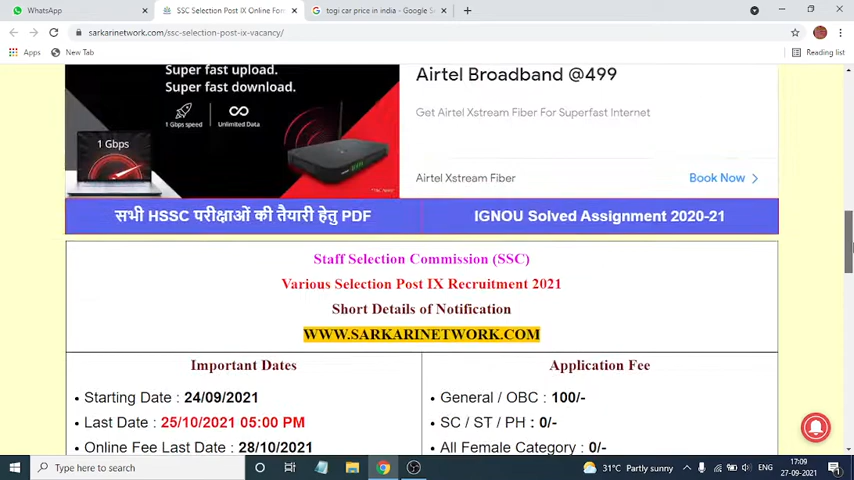 WhatsApp
SSC Selection Post IX Online Form
togi car price in india - Google S
sarkarinetwork.com/ssc-selection-post-ix-vacancy/
Apps
New Tab
Reading list
Super fast upload.
Super fast download.
1 Gbps speed
Unlimited Data
1 Gbps
Airtel Broadband @499
Get Airtel Xstream Fiber For Superfast Internet
Airtel Xstream Fiber
Book Now
सभी HSSC परीक्षाओं की तैयारी हेतु PDF
IGNOU Solved Assignment 2020-21
Staff Selection Commission (SSC)
Various Selection Post IX Recruitment 2021
Short Details of Notification
WWW.SARKARINETWORK.COM
Important Dates
Application Fee
• Starting Date : 24/09/2021
• Last Date : 25/10/2021 05:00 PM
• Online Fee Last Date : 28/10/2021
• General / OBC : 100/-
• SC / ST / PH : 0/-
• All Female Category : 0/-
Type here to search
31°C Partly sunny
ENG
17:09
27-09-2021